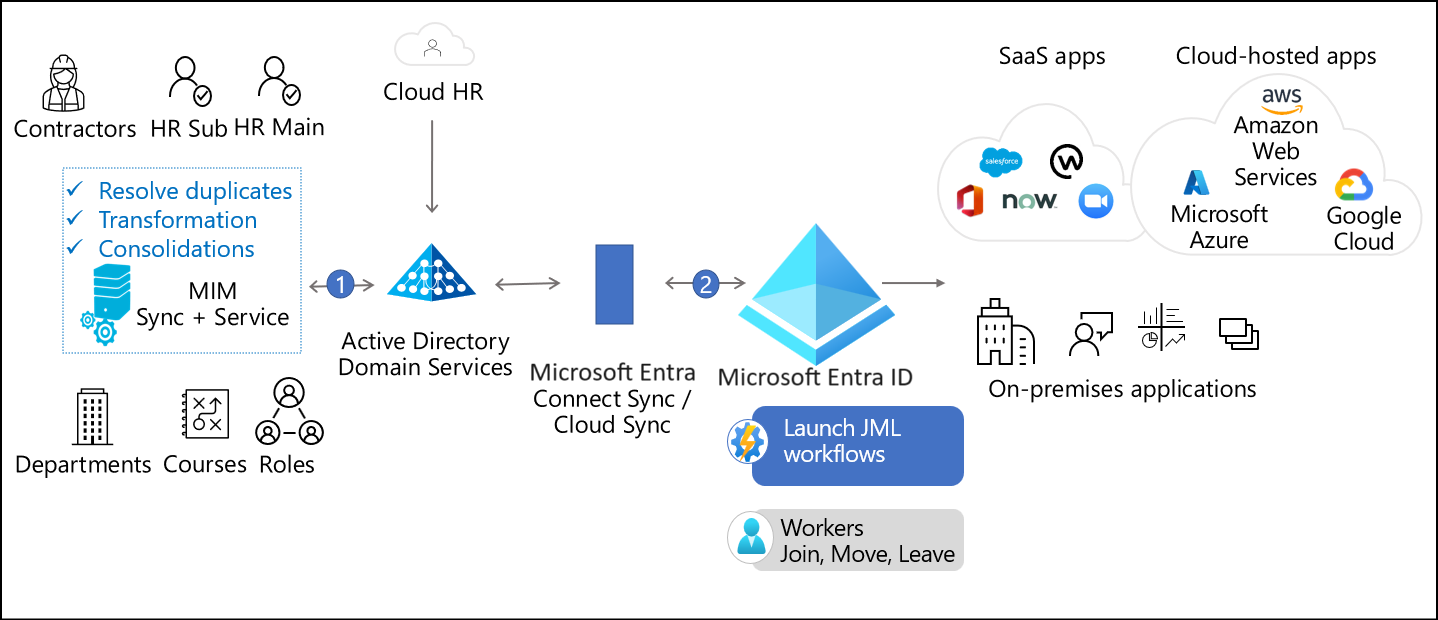 Contractors
HR Sub
HR Main
Cloud HR
SaaS apps
Cloud-hosted apps
Resolve duplicates
Transformation
Consolidations
MIM
Sync + Service
1
Active Directory
Domain Services
Microsoft Entra
Connect Sync /
Cloud Sync
2
Microsoft Entra ID
salesforce
W
now
aws
Amazon
Web
Services
Microsoft
Azure
Google
Cloud
On-premises applications
Departments
Courses
Roles
Launch JML
workflows
Workers
Join, Move, Leave